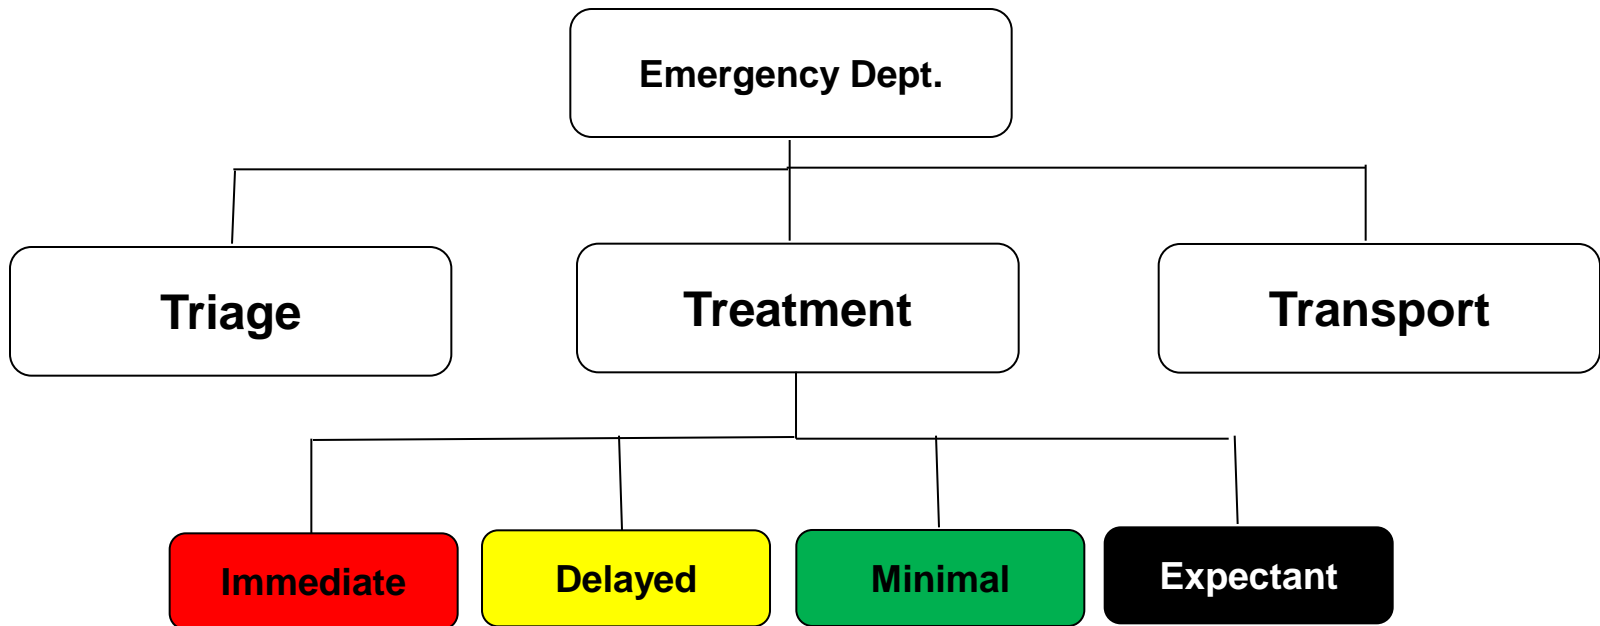 Emergency Dept.
Triage
Treatment
Transport
Immediate
Delayed
Minimal
Expectant